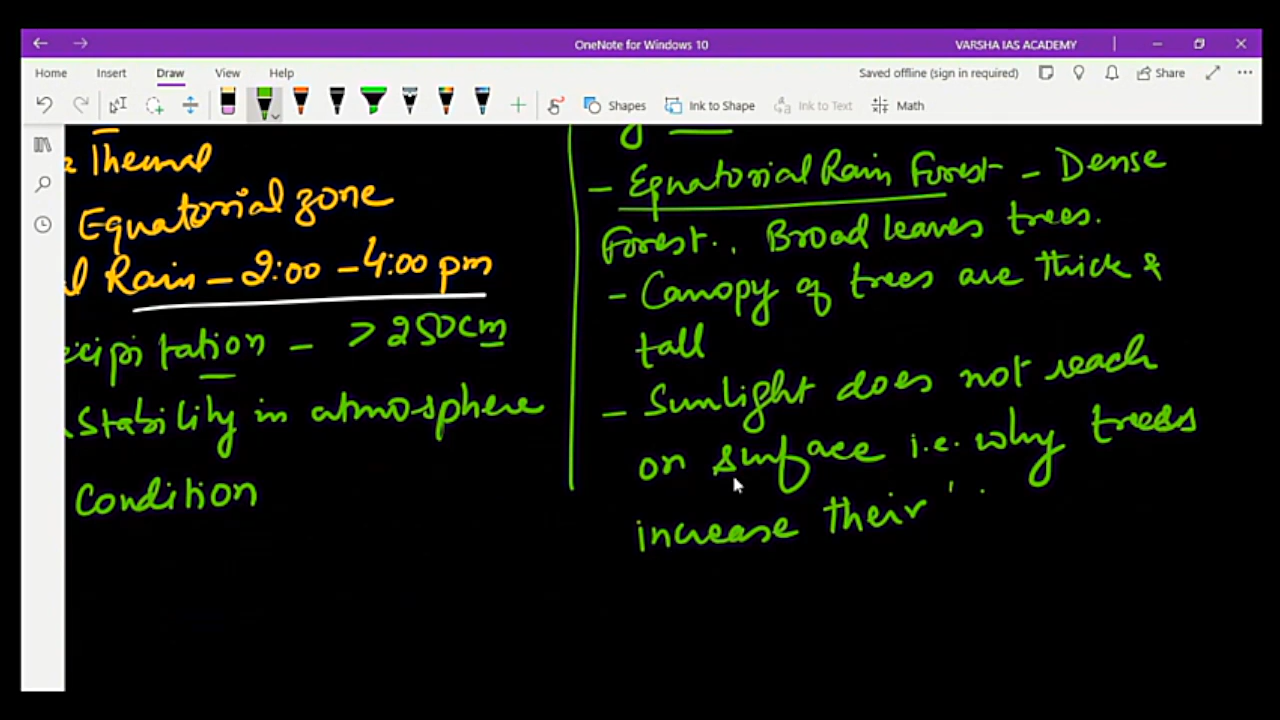 OneNote for Windows 10
VARSHA IAS ACADEMY
Home Insert Draw View Help
Saved offline (sign in required)
Share
Shapes
Ink to Shape
Ink to Text
Math
Thermal
Equatorial zone
Rain – 2:00 – 4:00 pm
ecipitation – > 250cm
Stability in atmosphere
Condition
– Equatorial Rain Forest – Dense
Forest. , Broad leaves trees.
– Canopy of trees are thick &
tall
– Sunlight does not reach
on surface i.e. why trees
increase their